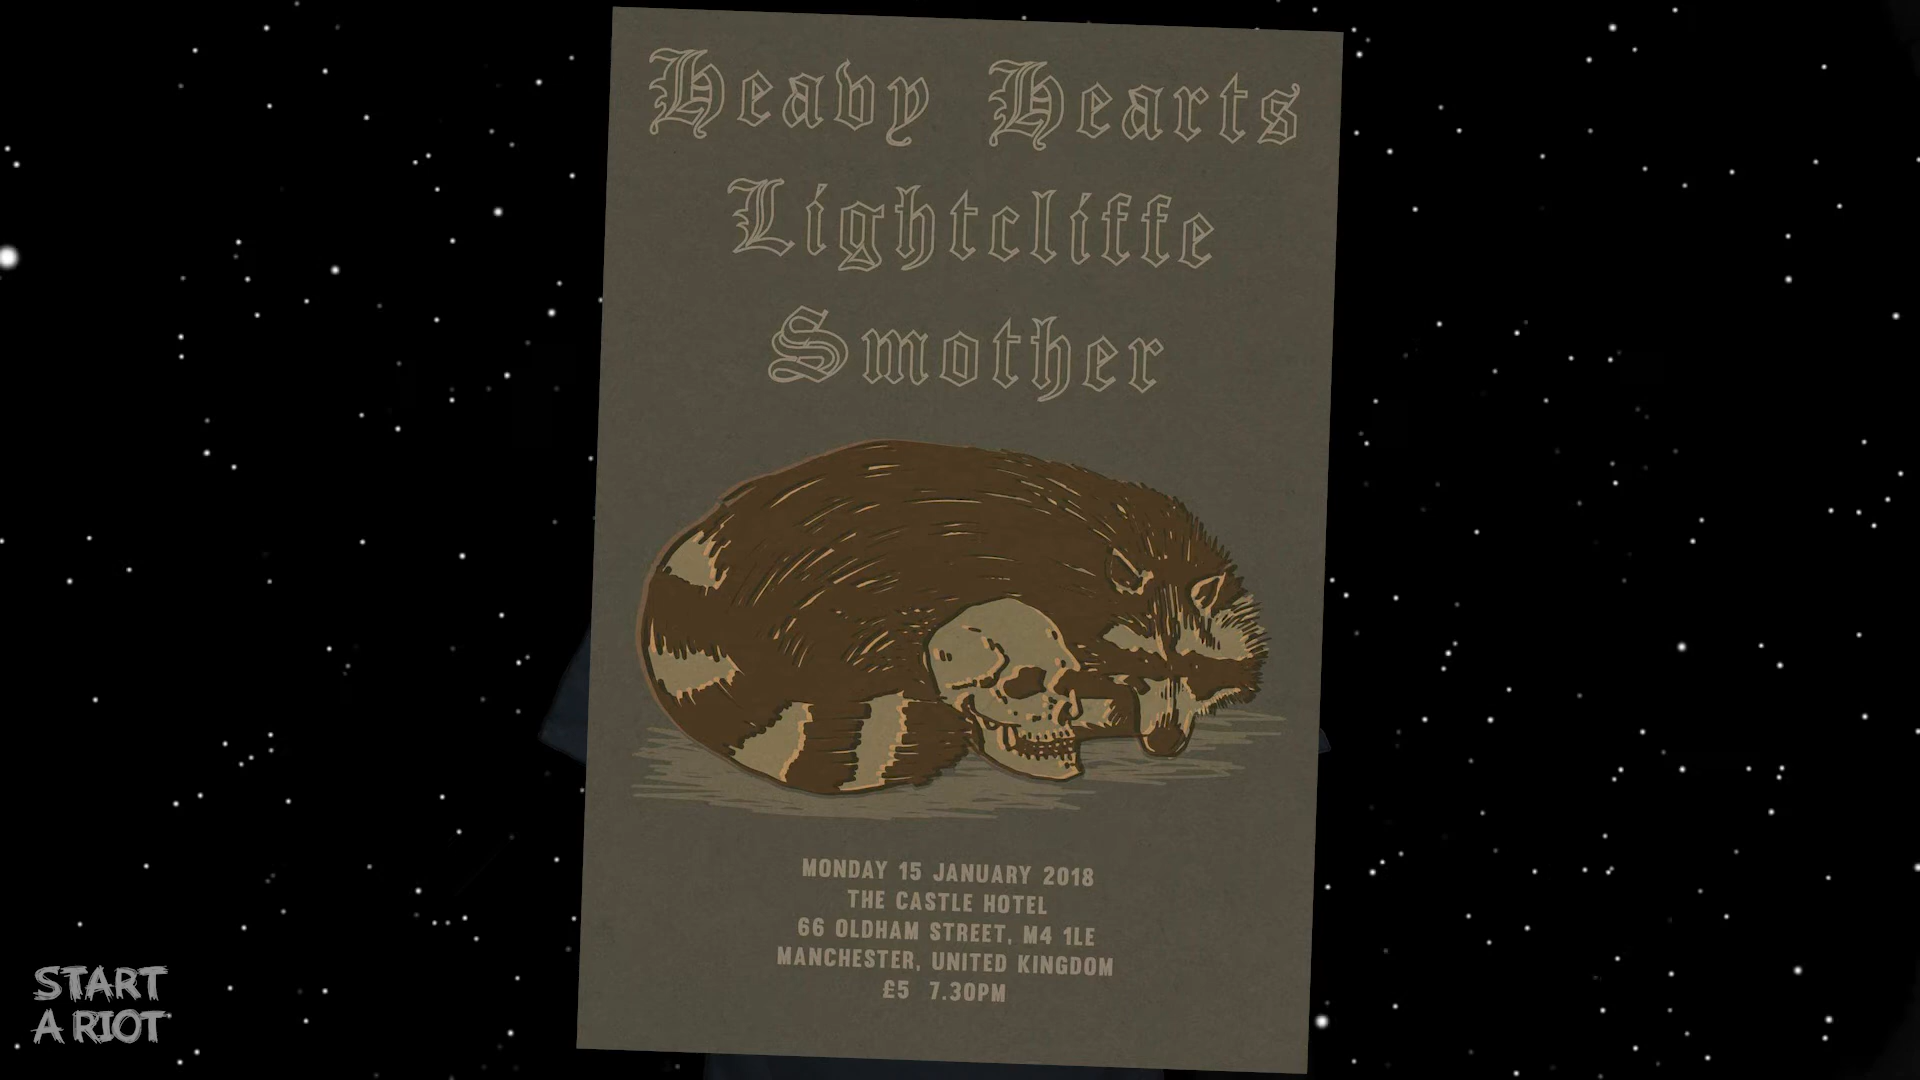 Heavy Hearts
Lightcliffe
Smother
MONDAY 15 JANUARY 2018
THE CASTLE HOTEL
66 OLDHAM STREET, M4 1LE
MANCHESTER, UNITED KINGDOM
£5 7.30PM
START
A RIOT